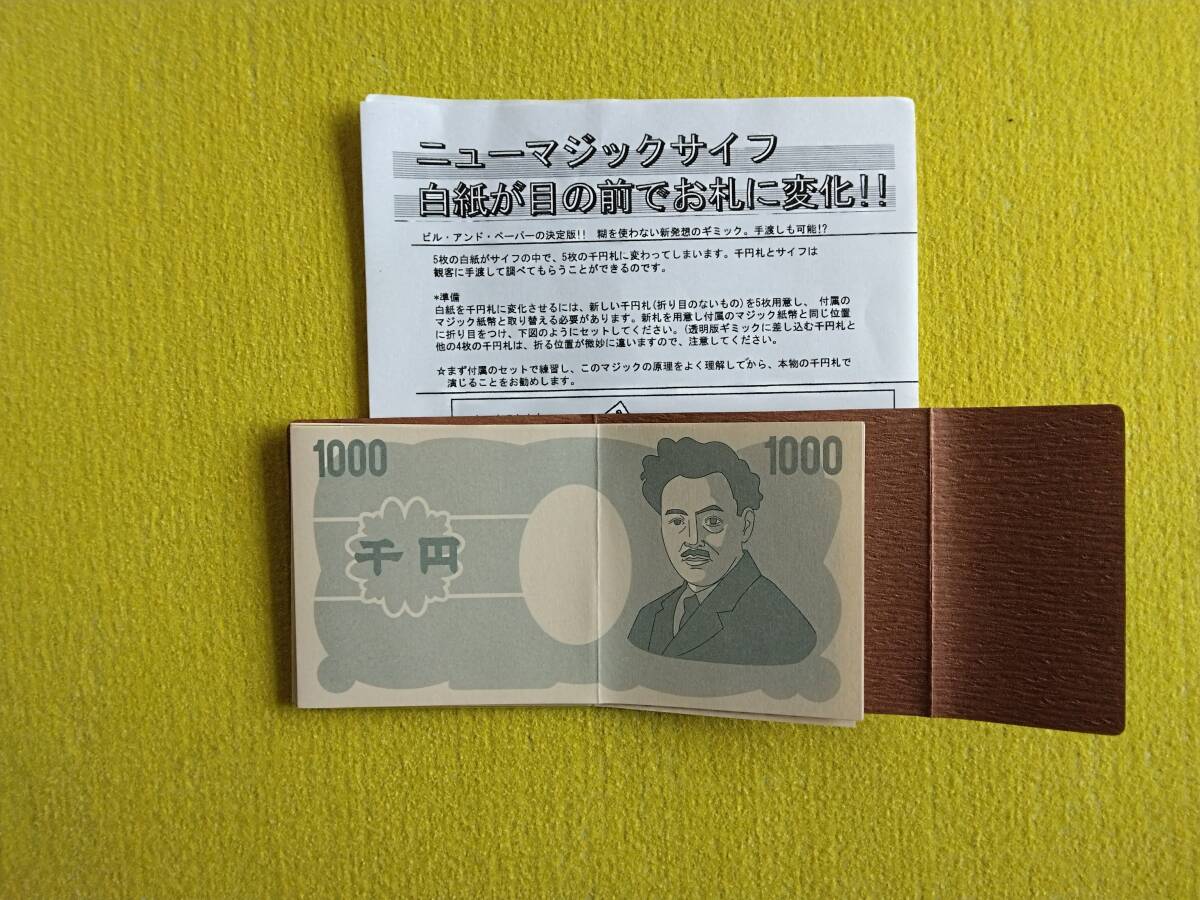 ニューマジックサイフ
白紙が目の前でお札に変化!!
ビル・アンド・ペーパーの決定版!! 糊を使わない新発想のギミック。手渡しも可能!?
5枚の白紙がサイフの中で、5枚の千円札に変わってしまいます。千円札とサイフは
観客に手渡して調べてもらうことができるのです。
*準備
白紙を千円札に変化させるには、新しい千円札(折り目のないもの)を5枚用意し、 付属の
マジック紙幣と取り替える必要があります。新札を用意し付属のマジック紙幣と同じ位置
に折り目をつけ、下図のようにセットしてください。(透明版ギミックに差し込む千円札と
他の4枚の千円札は、折る位置が微妙に違いますので、注意してください。
☆まず付属のセットで練習し、このマジックの原理をよく理解してから、本物の千円札で
演じることをお勧めします。
1000 1000
千円